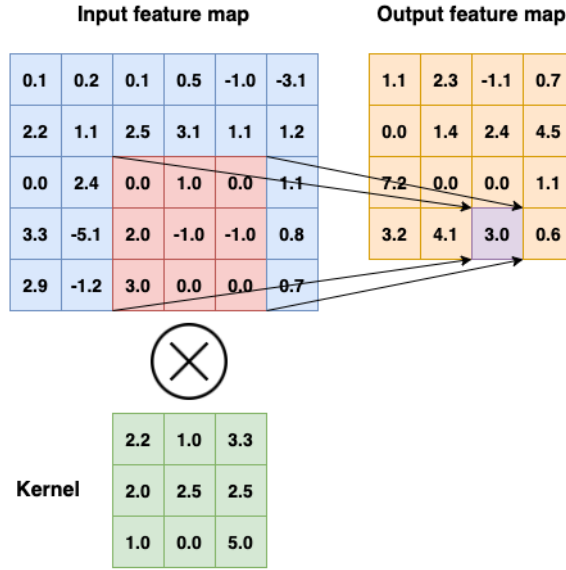 Input feature map Output feature map
0.1 0.2 0.1 0.5 -1.0 -3.1 1.1 2.3 -1.1 0.7
2.2 1.1 2.5 3.1 1.1 1.2 0.0 1.4 2.4 4.5
0.0 2.4 0.0 1.0 0.0 1.1 7.2 0.0 0.0 1.1
3.3 -5.1 2.0 -1.0 -1.0 0.8 3.2 4.1 3.0 0.6
2.9 -1.2 3.0 0.0 0.0 0.7
2.2 1.0 3.3
Kernel 2.0 2.5 2.5
1.0 0.0 5.0